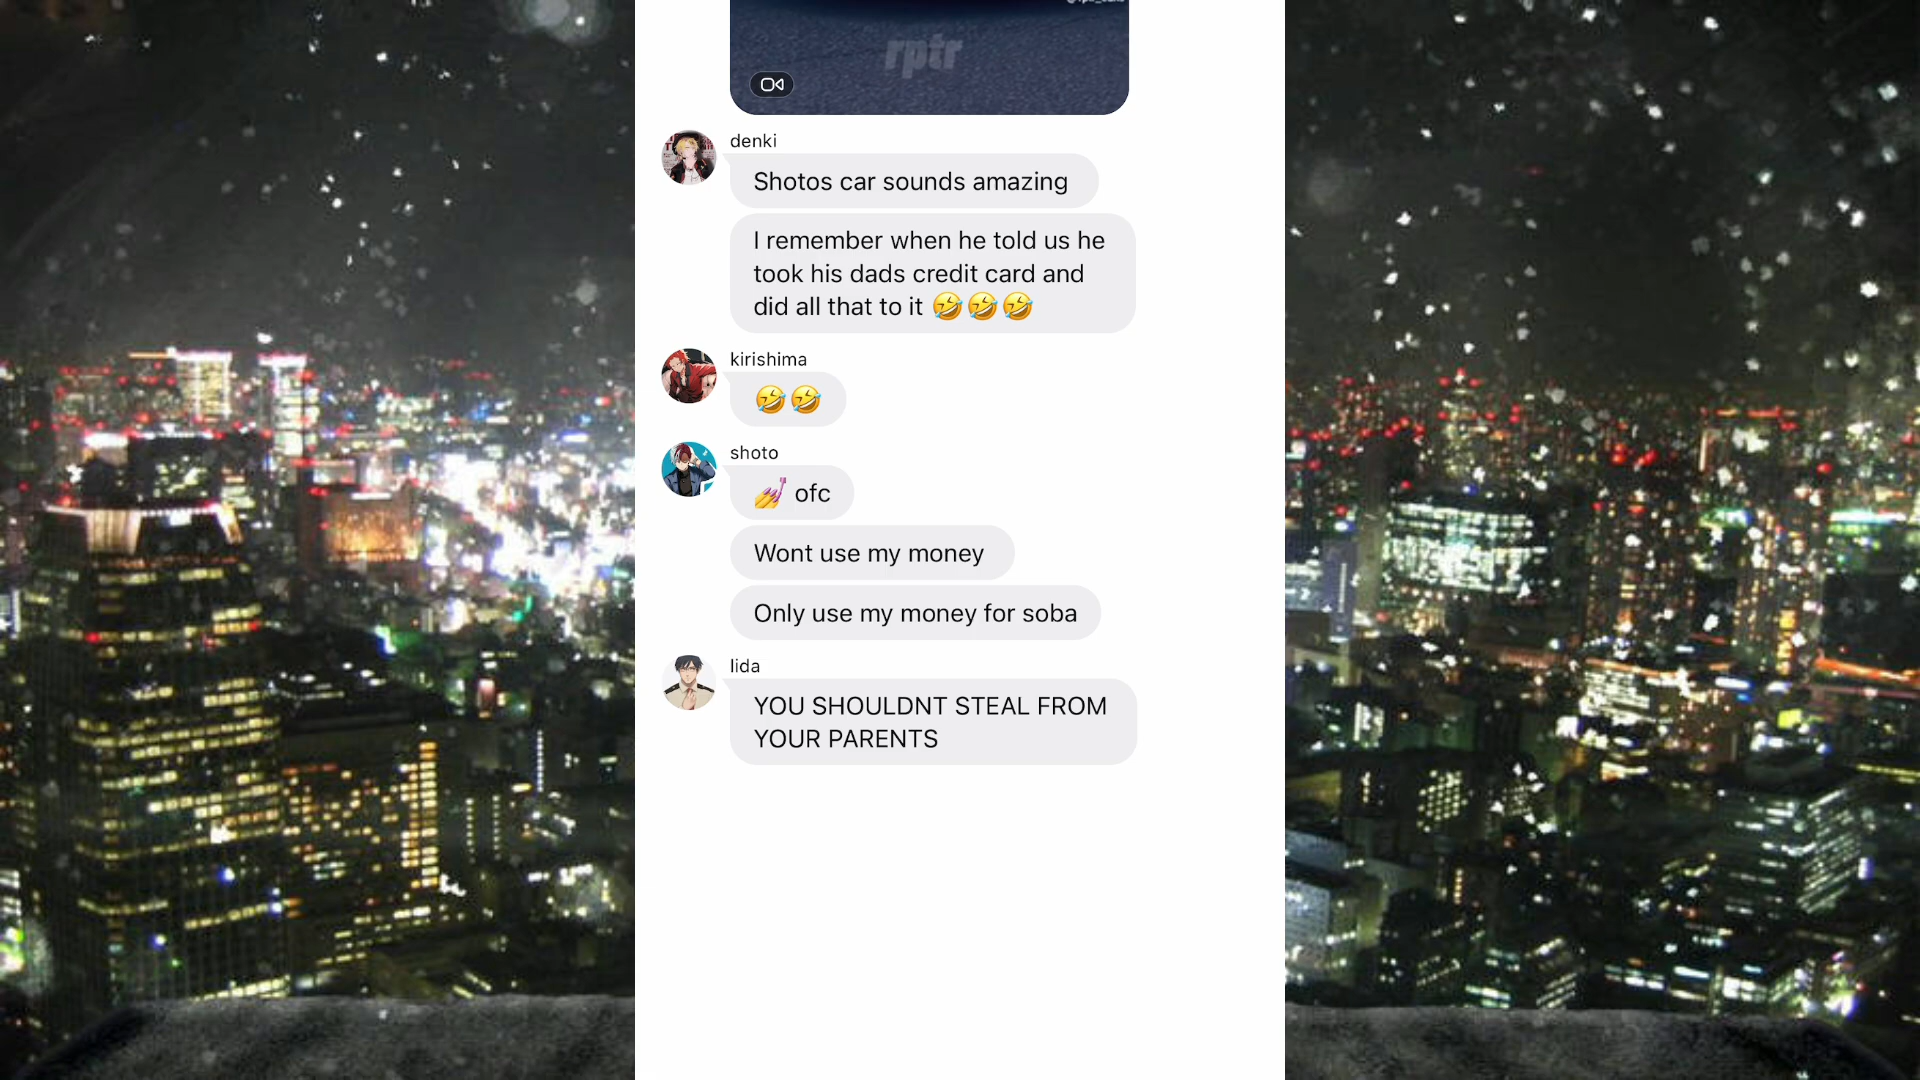 rptr
denki
Shotos car sounds amazing
I remember when he told us he
took his dads credit card and
did all that to it 🤣🤣🤣
kirishima
🤣🤣
shoto
💅 ofc
Wont use my money
Only use my money for soba
Iida
YOU SHOULDNT STEAL FROM
YOUR PARENTS